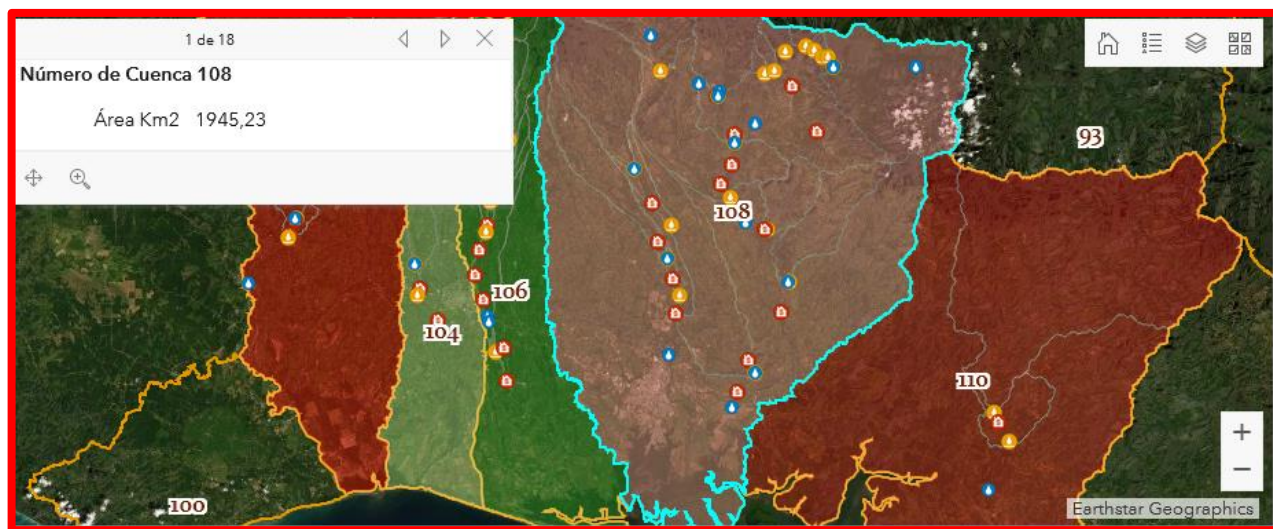 1 de 18
Número de Cuenca 108
Área Km2 1945,23
93
108
106
104
110
100
+
−
Earthstar Geographics